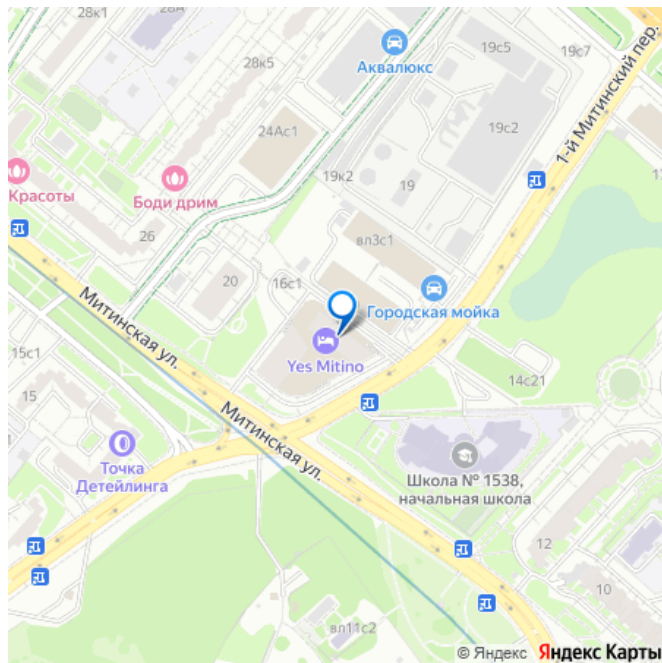 28к1
28А
19с5
19с7
Аквалюкс
28к5
1-й Митинский пер.
24Ас1
19с2
19к2
19
Красоты
Боди дрим
26
вл3с1
20
16с1
Городская мойка
Митинская ул.
Yes Mitino
15с1
14с21
15
Митинская ул.
Точка
Детейлинга
Школа № 1538,
начальная школа
12
10
вл11с2
© Яндекс Яндекс Карты